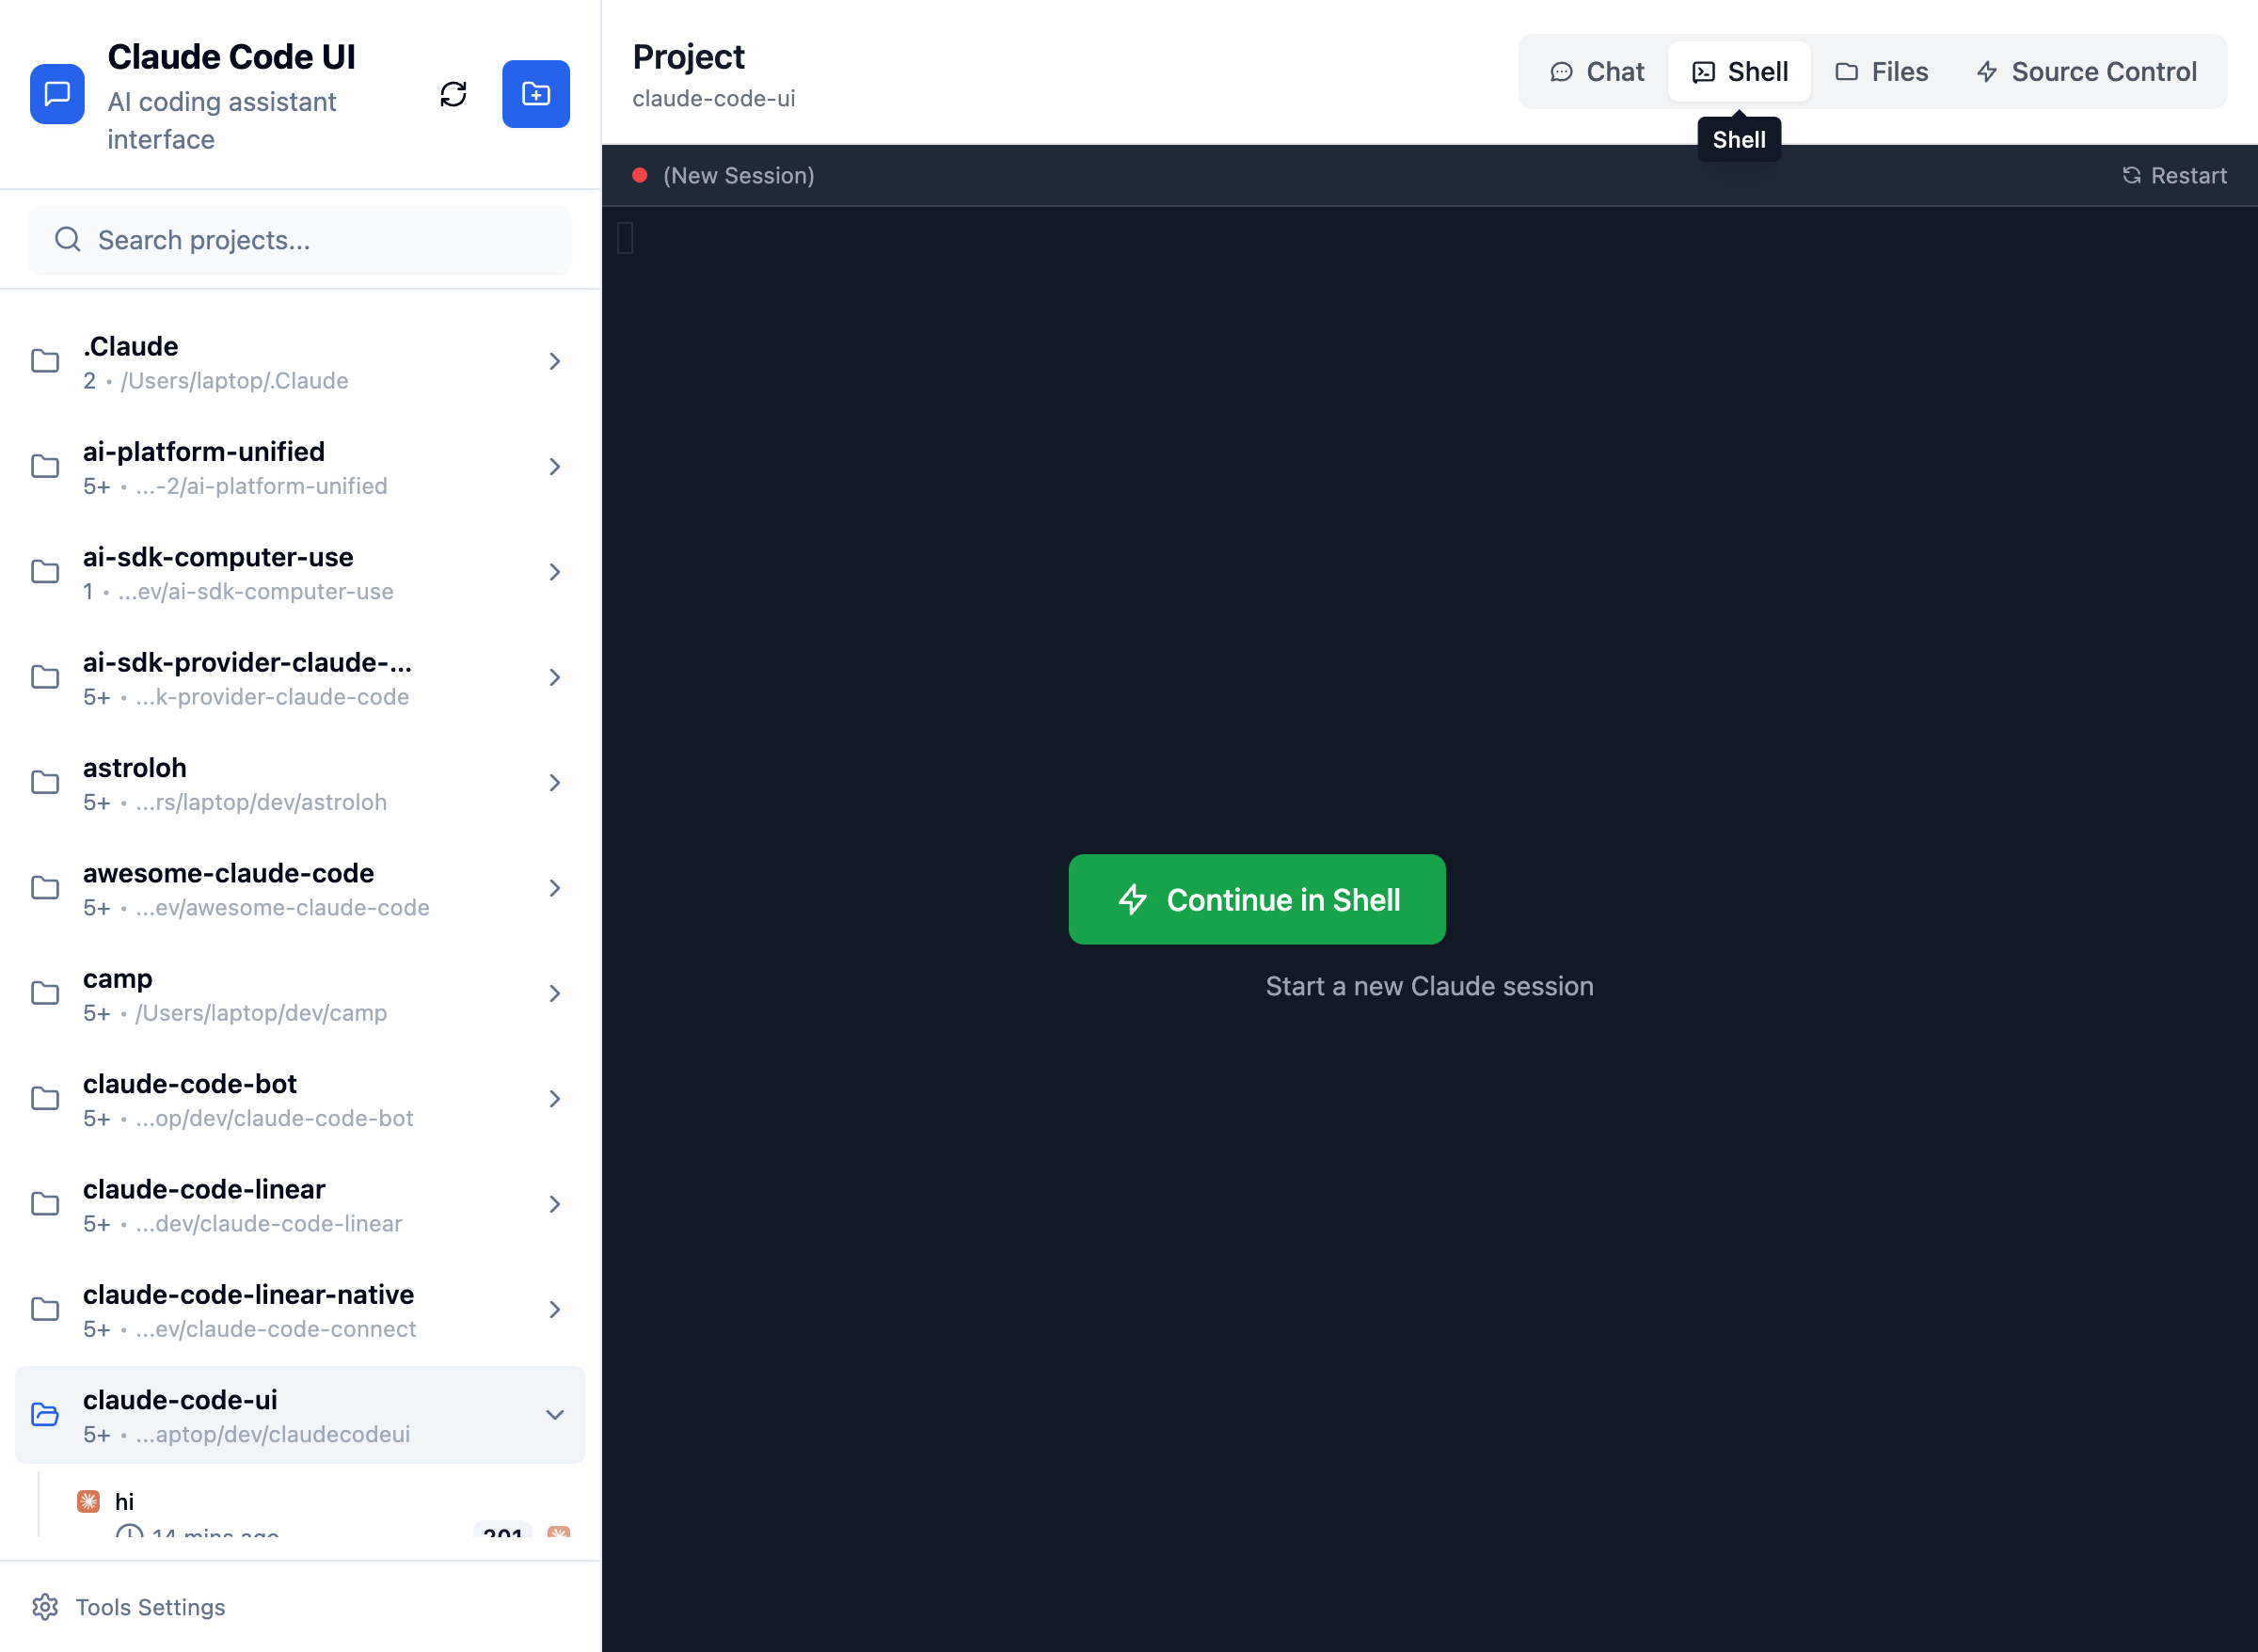 Claude Code UI
AI coding assistant
interface
Search projects...
.Claude
2 • /Users/laptop/.Claude
ai-platform-unified
5+ • ...-2/ai-platform-unified
ai-sdk-computer-use
1 • ...ev/ai-sdk-computer-use
ai-sdk-provider-claude-...
5+ • ...k-provider-claude-code
astroloh
5+ • ...rs/laptop/dev/astroloh
awesome-claude-code
5+ • ...ev/awesome-claude-code
camp
5+ • /Users/laptop/dev/camp
claude-code-bot
5+ • ...op/dev/claude-code-bot
claude-code-linear
5+ • ...dev/claude-code-linear
claude-code-linear-native
5+ • ...ev/claude-code-connect
claude-code-ui
5+ • ...aptop/dev/claudecodeui
hi
14 mins ago 201
Tools Settings
Project
claude-code-ui
Chat Shell Files Source Control
Shell
(New Session) Restart
Continue in Shell
Start a new Claude session